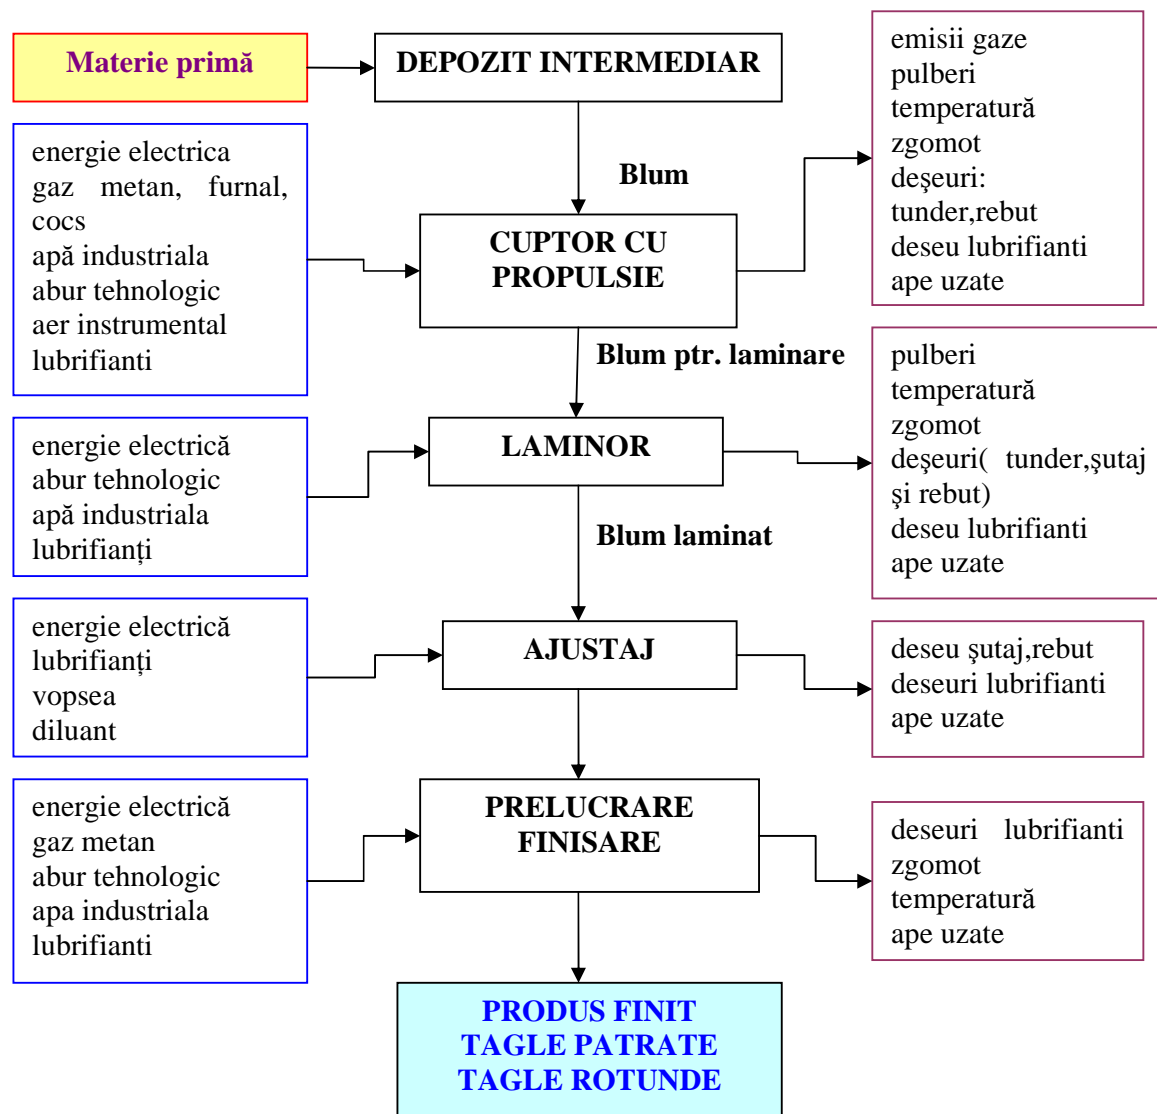 Materie primă
DEPOZIT INTERMEDIAR
emisii gaze
pulberi
temperatură
zgomot
deşeuri:
tunder,rebut
deseu lubrifianti
ape uzate
energie electrica
gaz metan, furnal,
cocs
apă industriala
abur tehnologic
aer instrumental
lubrifianti
Blum
CUPTOR CU
PROPULSIE
Blum ptr. laminare
pulberi
temperatură
zgomot
deşeuri( tunder,şutaj
şi rebut)
deseu lubrifianti
ape uzate
energie electrică
abur tehnologic
apă industriala
lubrifianţi
LAMINOR
Blum laminat
energie electrică
lubrifianţi
vopsea
diluant
AJUSTAJ
deseu şutaj,rebut
deseuri lubrifianti
ape uzate
energie electrică
gaz metan
abur tehnologic
apa industriala
lubrifianti
PRELUCRARE
FINISARE
deseuri lubrifianti
zgomot
temperatură
ape uzate
PRODUS FINIT
TAGLE PATRATE
TAGLE ROTUNDE